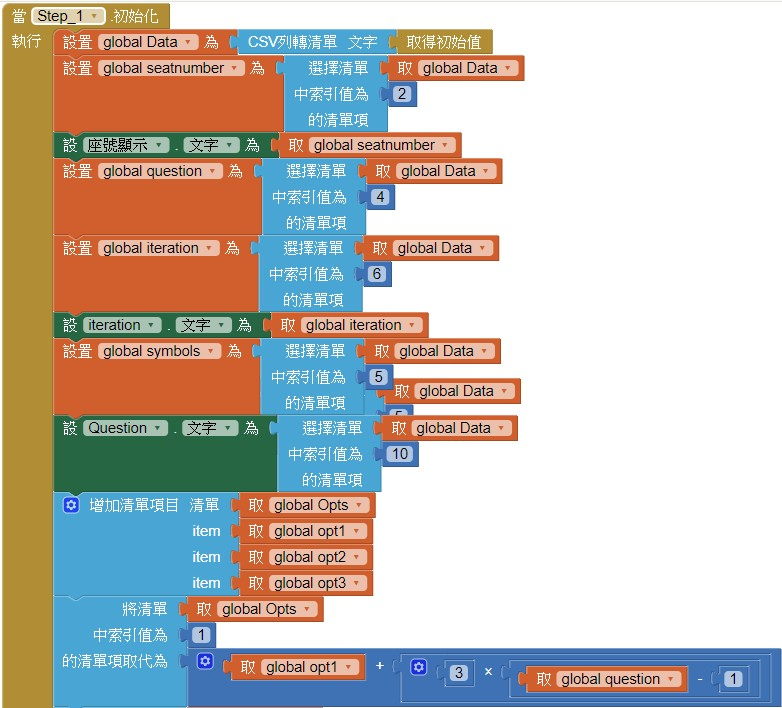 當 Step_1 .初始化
執行 設置 global Data 為 CSV列轉清單 文字 取得初始值
設置 global seatnumber 為 選擇清單 取 global Data
中索引值為 2
的清單項
設 座號顯示 . 文字 為 取 global seatnumber
設置 global question 為 選擇清單 取 global Data
中索引值為 4
的清單項
設置 global iteration 為 選擇清單 取 global Data
中索引值為 6
的清單項
設 iteration . 文字 為 取 global iteration
設置 global symbols 為 選擇清單 取 global Data
中索引值為 5
取 global Data
的清單項 5
設 Question . 文字 為 選擇清單 取 global Data
中索引值為 10
的清單項
增加清單項目 清單 取 global Opts
item 取 global opt1
item 取 global opt2
item 取 global opt3
將清單 取 global Opts
中索引值為 1
的清單項取代為 取 global opt1 + 3 × 取 global question - 1